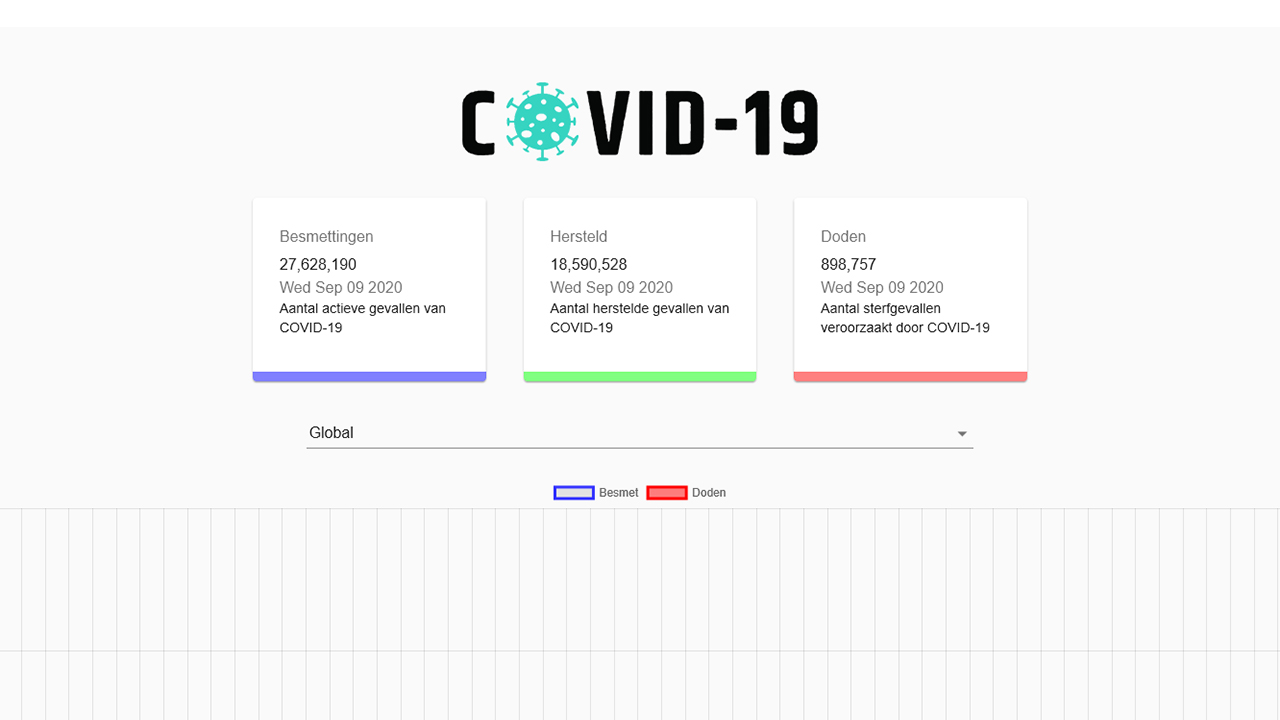 COVID-19
Besmettingen
27,628,190
Wed Sep 09 2020
Aantal actieve gevallen van
COVID-19
Hersteld
18,590,528
Wed Sep 09 2020
Aantal herstelde gevallen van
COVID-19
Doden
898,757
Wed Sep 09 2020
Aantal sterfgevallen
veroorzaakt door COVID-19
Global
Besmet
Doden